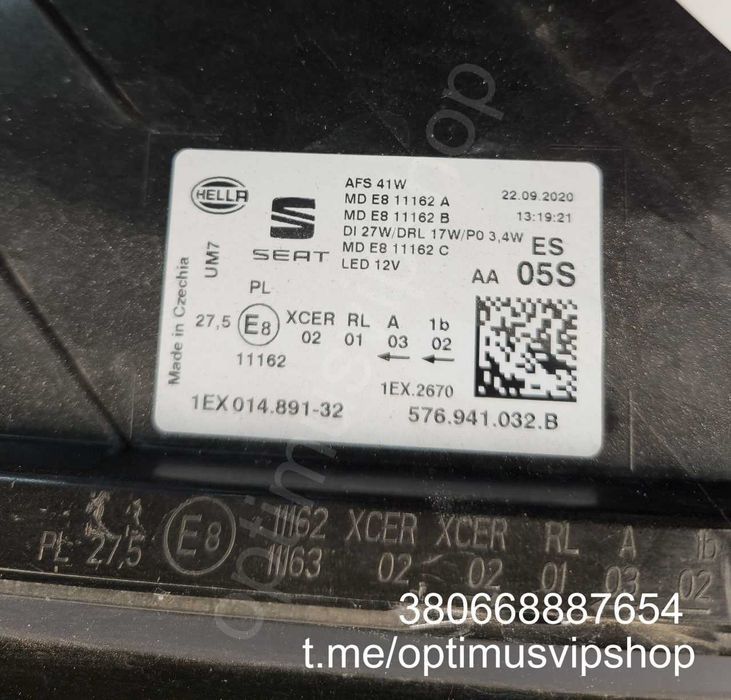 HELLA
SEAT
AFS 41W
MD E8 11162 A
MD E8 11162 B
DI 27W/DRL 17W/P0 3,4W
MD E8 11162 C
LED 12V
22.09.2020
13:19:21
ES
AA 05S
Made in Czechia
UM7
PL
27,5 E8 XCER RL A 1b
02 01 03 02
11162
1EX.2670
1EX 014.891-32
576.941.032.B
PL 27,5 E8 11162 XCER XCER RL A 1b
11163 02 02 01 03 02
380668887654
t.me/optimusvipshop
optimusvipshop